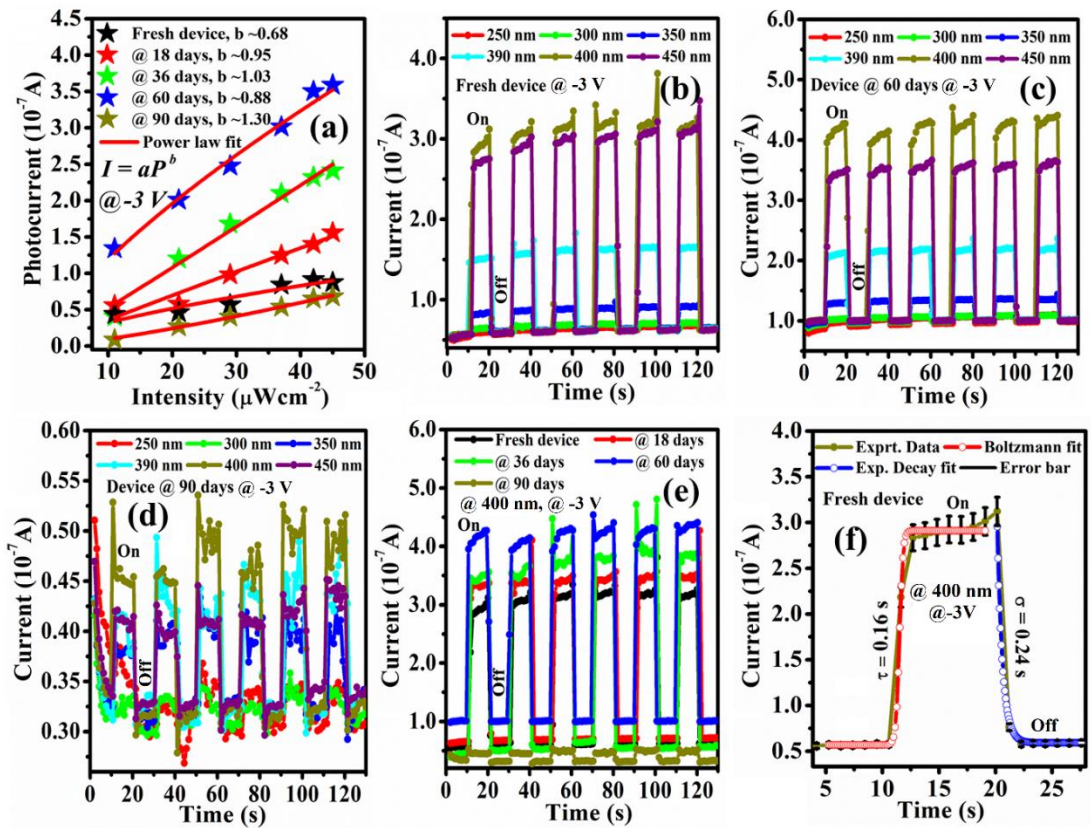 Fresh device, b ~0.68
@ 18 days, b ~0.95
@ 36 days, b ~1.03
@ 60 days, b ~0.88
@ 90 days, b ~1.30
Power law fit
(a)
I = aP^b
@ -3 V
4.5
4.0
3.5
3.0
2.5
2.0
1.5
1.0
0.5
0.0
Photocurrent (10⁻⁷ A)
10 20 30 40 50
Intensity (μWcm⁻²)
250 nm 300 nm 350 nm
390 nm 400 nm 450 nm
Fresh device @ -3 V
(b)
On
Off
4.0
3.0
2.0
1.0
Current (10⁻⁷ A)
0 20 40 60 80 100 120
Time (s)
250 nm 300 nm 350 nm
390 nm 400 nm 450 nm
Device @ 60 days @ -3 V
(c)
On
Off
6.0
5.0
4.0
3.0
2.0
1.0
0.0
Current (10⁻⁷ A)
0 20 40 60 80 100 120
Time (s)
250 nm 300 nm 350 nm
390 nm 400 nm 450 nm
Device @ 90 days @ -3 V
(d)
On
Off
0.60
0.55
0.50
0.45
0.40
0.35
0.30
Current (10⁻⁷ A)
0 20 40 60 80 100 120
Time (s)
Fresh device @ 18 days
@ 36 days @ 60 days
@ 90 days
@ 400 nm, @ -3 V
(e)
On
Off
6.0
5.0
4.0
3.0
2.0
1.0
0.0
Current (10⁻⁷ A)
0 20 40 60 80 100 120
Time (s)
Exprt. Data Boltzmann fit
Exp. Decay fit Error bar
Fresh device
On
(f)
@ 400 nm
@-3V
τ = 0.16 s
σ = 0.24 s
Off
4.0
3.5
3.0
2.5
2.0
1.5
1.0
0.5
Current (10⁻⁷ A)
5 10 15 20 25
Time (s)